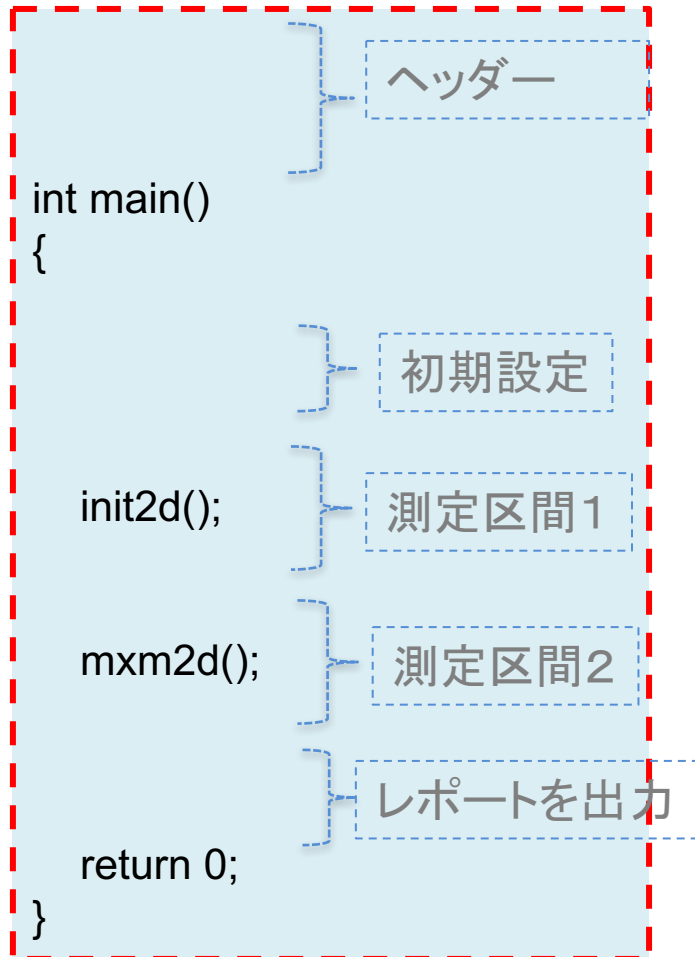 ヘッダー
int main()
{
初期設定
init2d();
測定区間1
mxm2d();
測定区間２
レポートを出力
return 0;
}